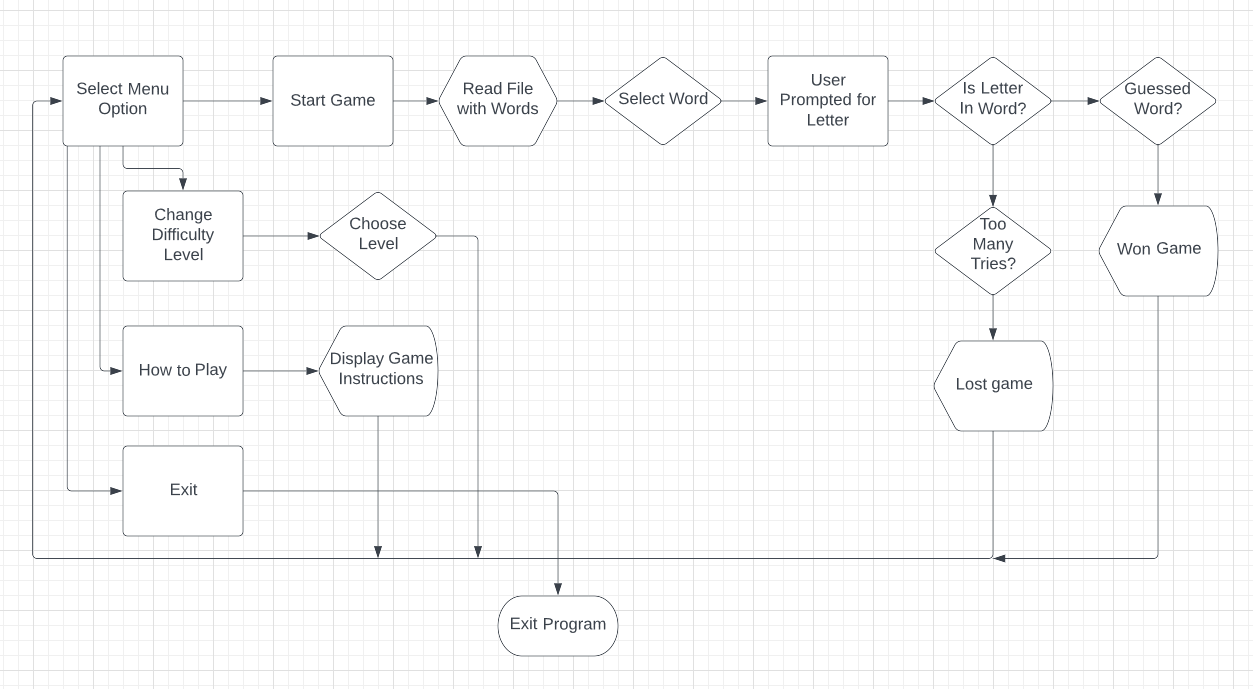 Select Menu
Option
Start Game
Read File
with Words
Select Word
User
Prompted for
Letter
Is Letter
In Word?
Guessed
Word?
Change
Difficulty
Level
Choose
Level
Too
Many
Tries?
Won Game
How to Play
Display Game
Instructions
Lost game
Exit
Exit Program